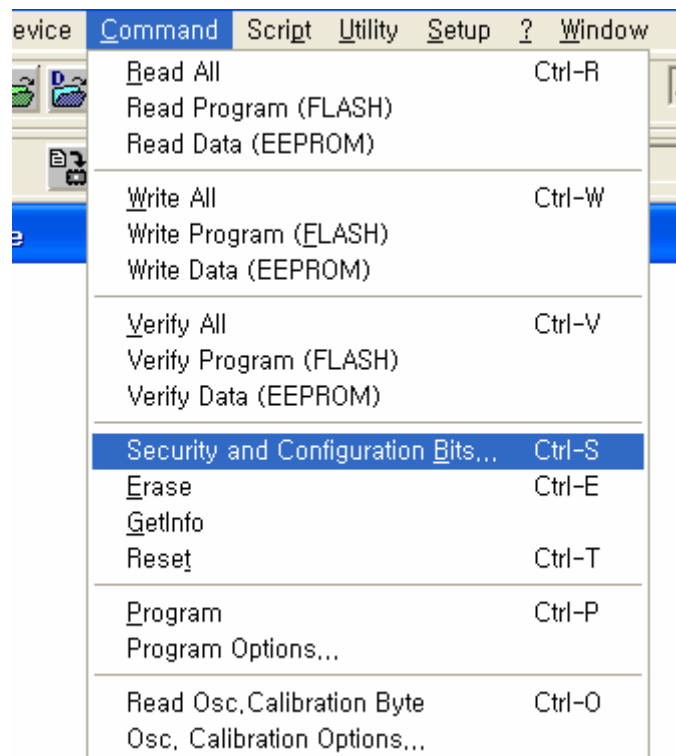 evice Command Script Utility Setup ? Window
Read All Ctrl-R
Read Program (FLASH)
Read Data (EEPROM)
Write All Ctrl-W
Write Program (FLASH)
Write Data (EEPROM)
Verify All Ctrl-V
Verify Program (FLASH)
Verify Data (EEPROM)
Security and Configuration Bits... Ctrl-S
Erase Ctrl-E
GetInfo
Reset Ctrl-T
Program Ctrl-P
Program Options...
Read Osc.Calibration Byte Ctrl-O
Osc. Calibration Options...